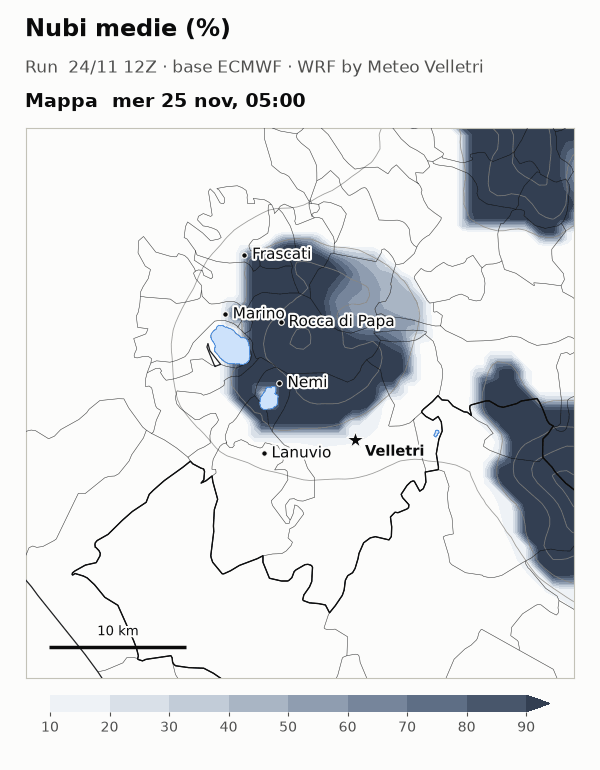 Nubi medie (%)
Run  24/11 12Z · base ECMWF · WRF by Meteo Velletri
Mappa  mer 25 nov, 05:00
Frascati
Marino
Rocca di Papa
Nemi
Velletri
Lanuvio
10 km
10 20 30 40 50 60 70 80 90